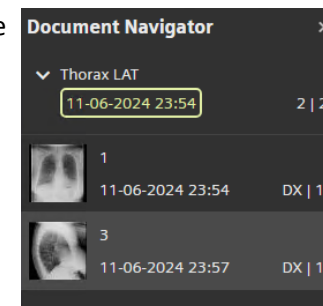 e
Document Navigator
Thorax LAT
11-06-2024 23:54 2 | 2
1
11-06-2024 23:54 DX | 1
3
11-06-2024 23:57 DX | 1